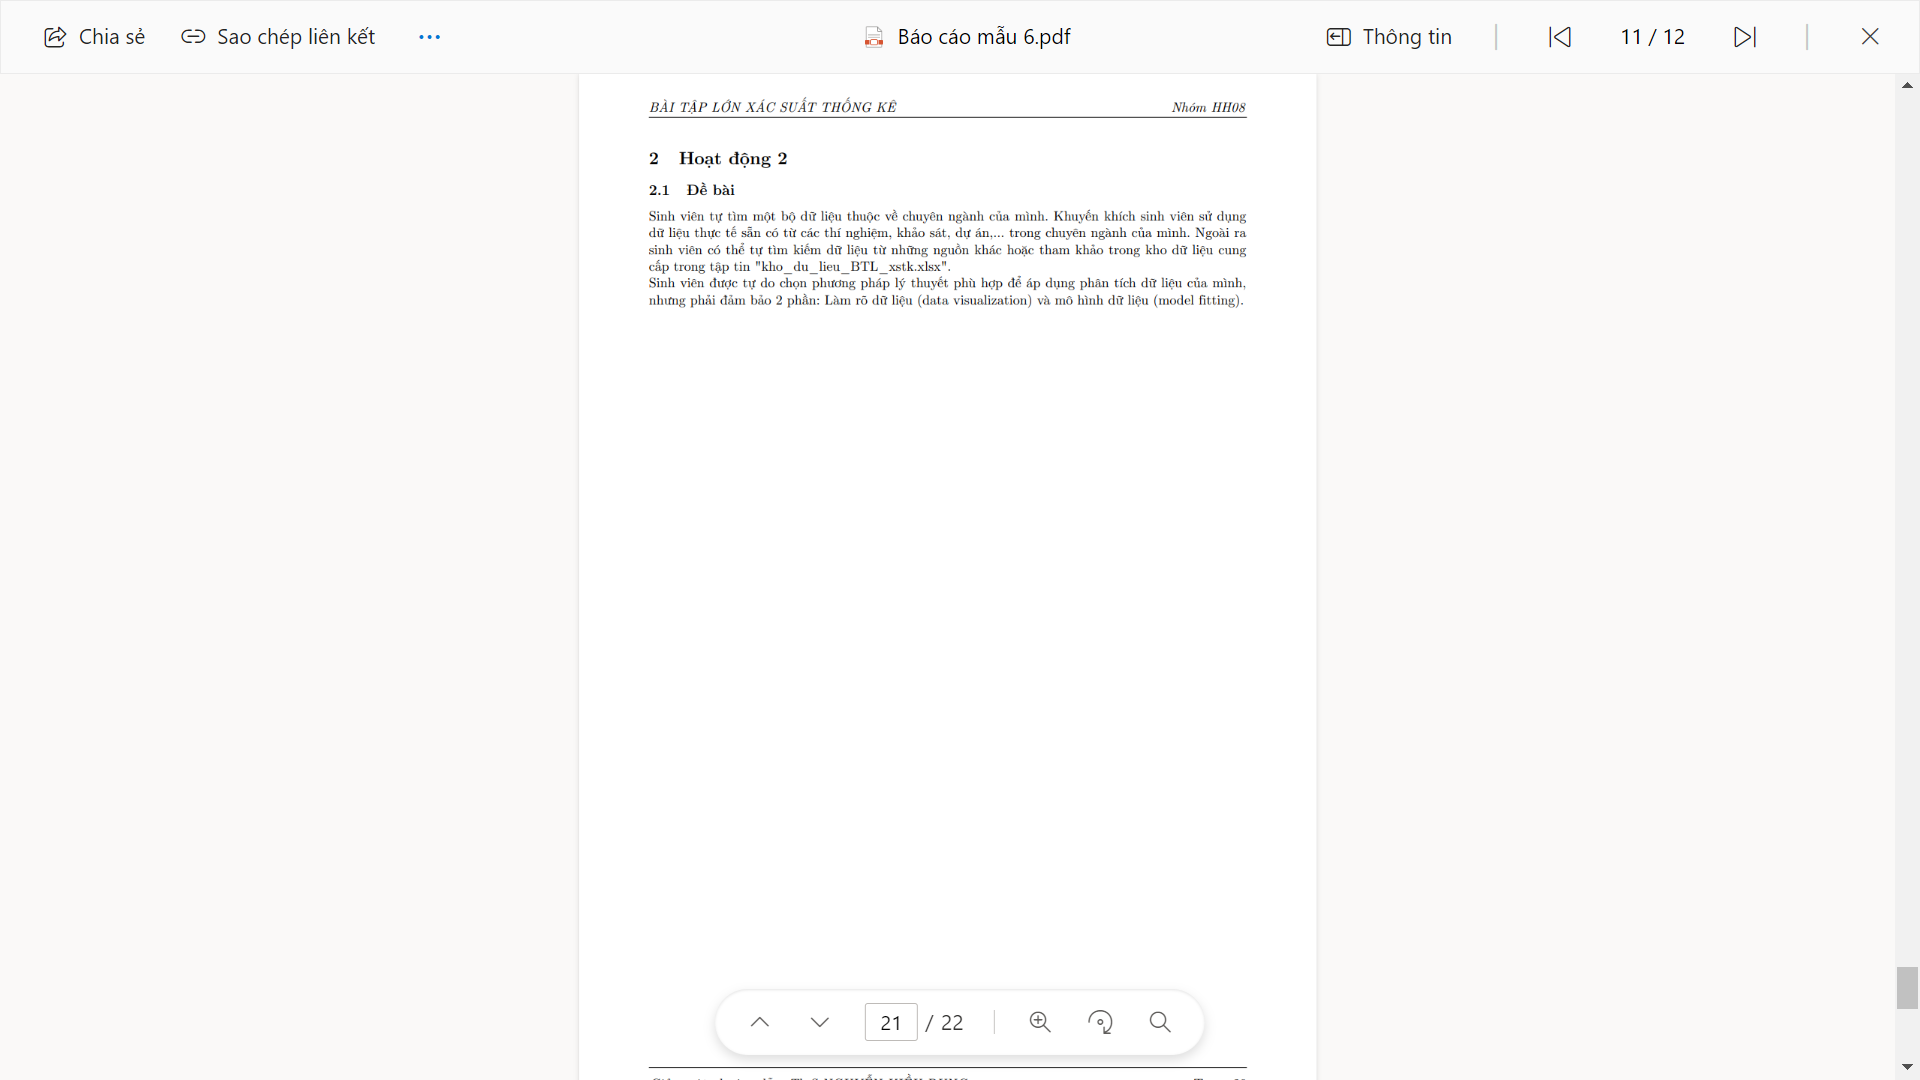 Chia sẻ Sao chép liên kết ··· Báo cáo mẫu 6.pdf Thông tin 11 / 12
BÀI TẬP LỚN XÁC SUẤT THỐNG KÊ Nhóm HH08
2 Hoạt động 2
2.1 Đề bài
Sinh viên tự tìm một bộ dữ liệu thuộc về chuyên ngành của mình. Khuyến khích sinh viên sử dụng
dữ liệu thực tế sẵn có từ các thí nghiệm, khảo sát, dự án,... trong chuyên ngành của mình. Ngoài ra
sinh viên có thể tự tìm kiếm dữ liệu từ những nguồn khác hoặc tham khảo trong kho dữ liệu cung
cấp trong tập tin "kho_du_lieu_BTL_xstk.xlsx".
Sinh viên được tự do chọn phương pháp lý thuyết phù hợp để áp dụng phân tích dữ liệu của mình,
nhưng phải đảm bảo 2 phần: Làm rõ dữ liệu (data visualization) và mô hình dữ liệu (model fitting).
21 / 22